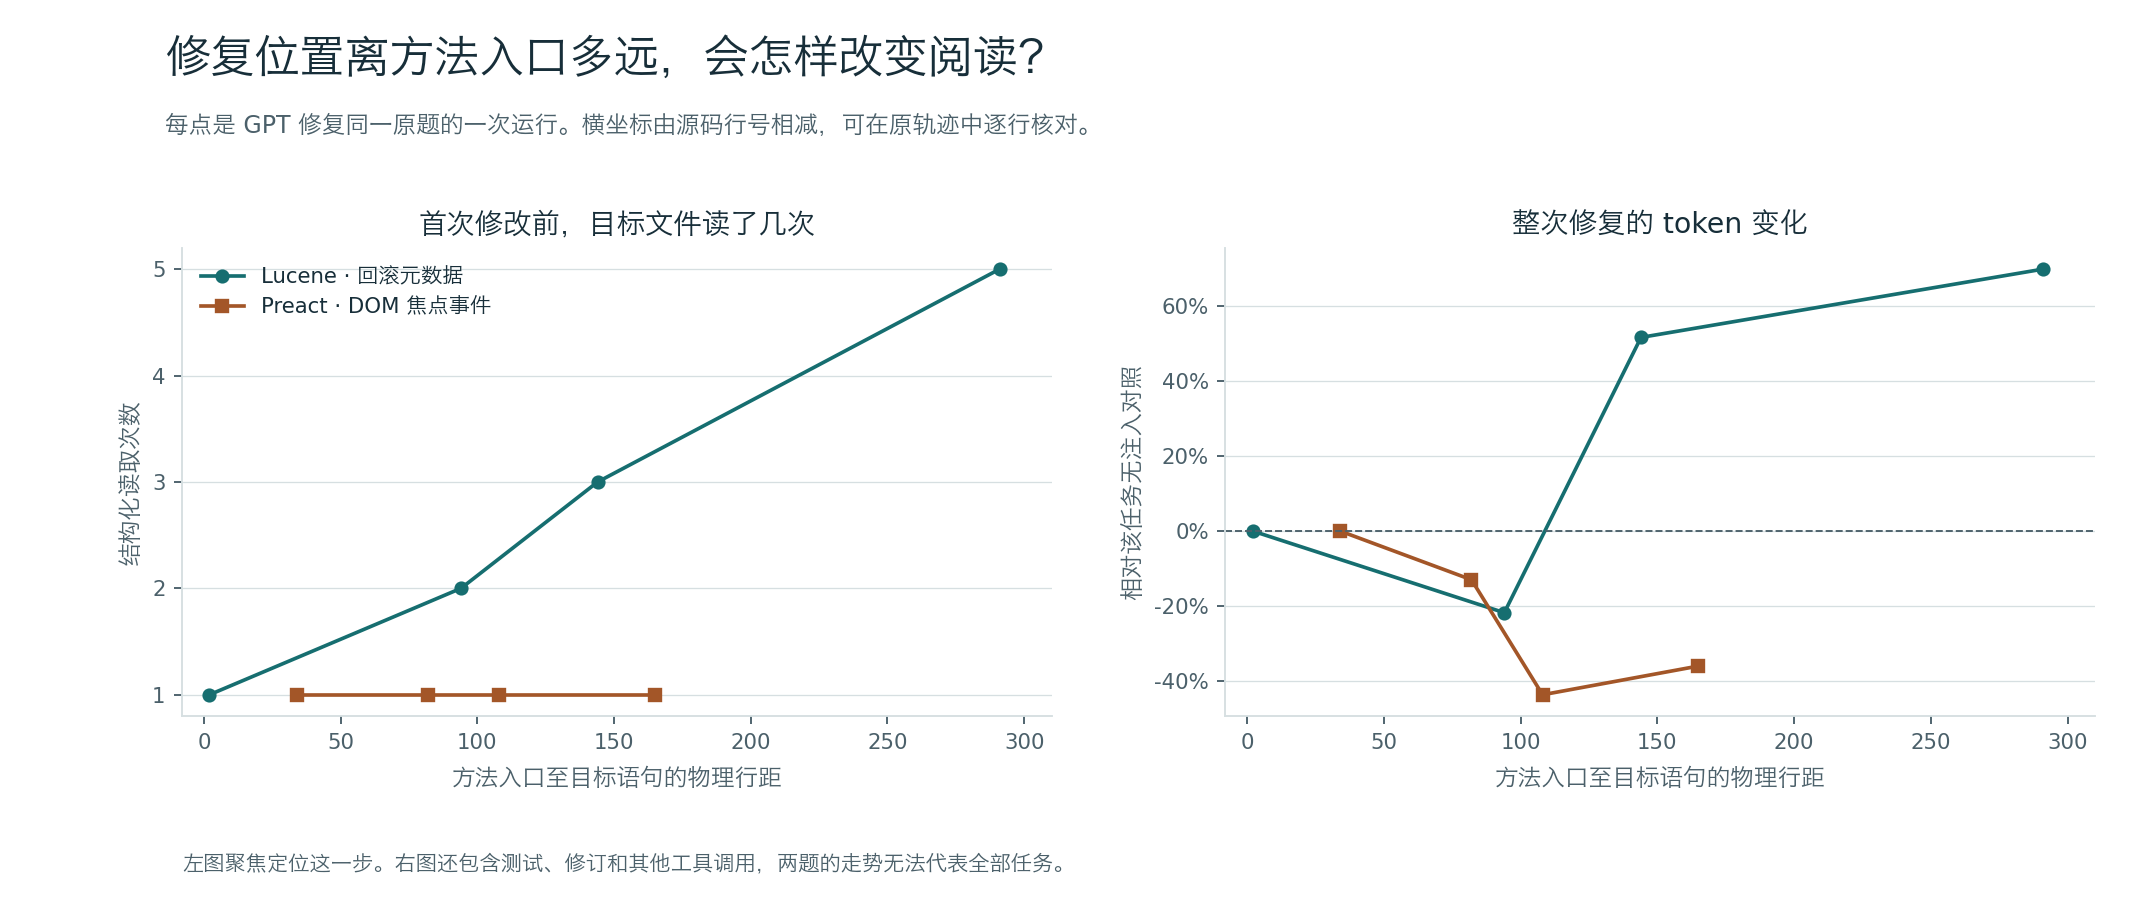 修复位置离方法入口多远，会怎样改变阅读？
每点是 GPT 修复同一原题的一次运行。横坐标由源码行号相减，可在原轨迹中逐行核对。
首次修改前，目标文件读了几次
结构化读取次数
5
4
3
2
1
Lucene · 回滚元数据
Preact · DOM 焦点事件
0 50 100 150 200 250 300
方法入口至目标语句的物理行距
整次修复的 token 变化
相对该任务无注入对照
60%
40%
20%
0%
-20%
-40%
0 50 100 150 200 250 300
方法入口至目标语句的物理行距
左图聚焦定位这一步。右图还包含测试、修订和其他工具调用，两题的走势无法代表全部任务。